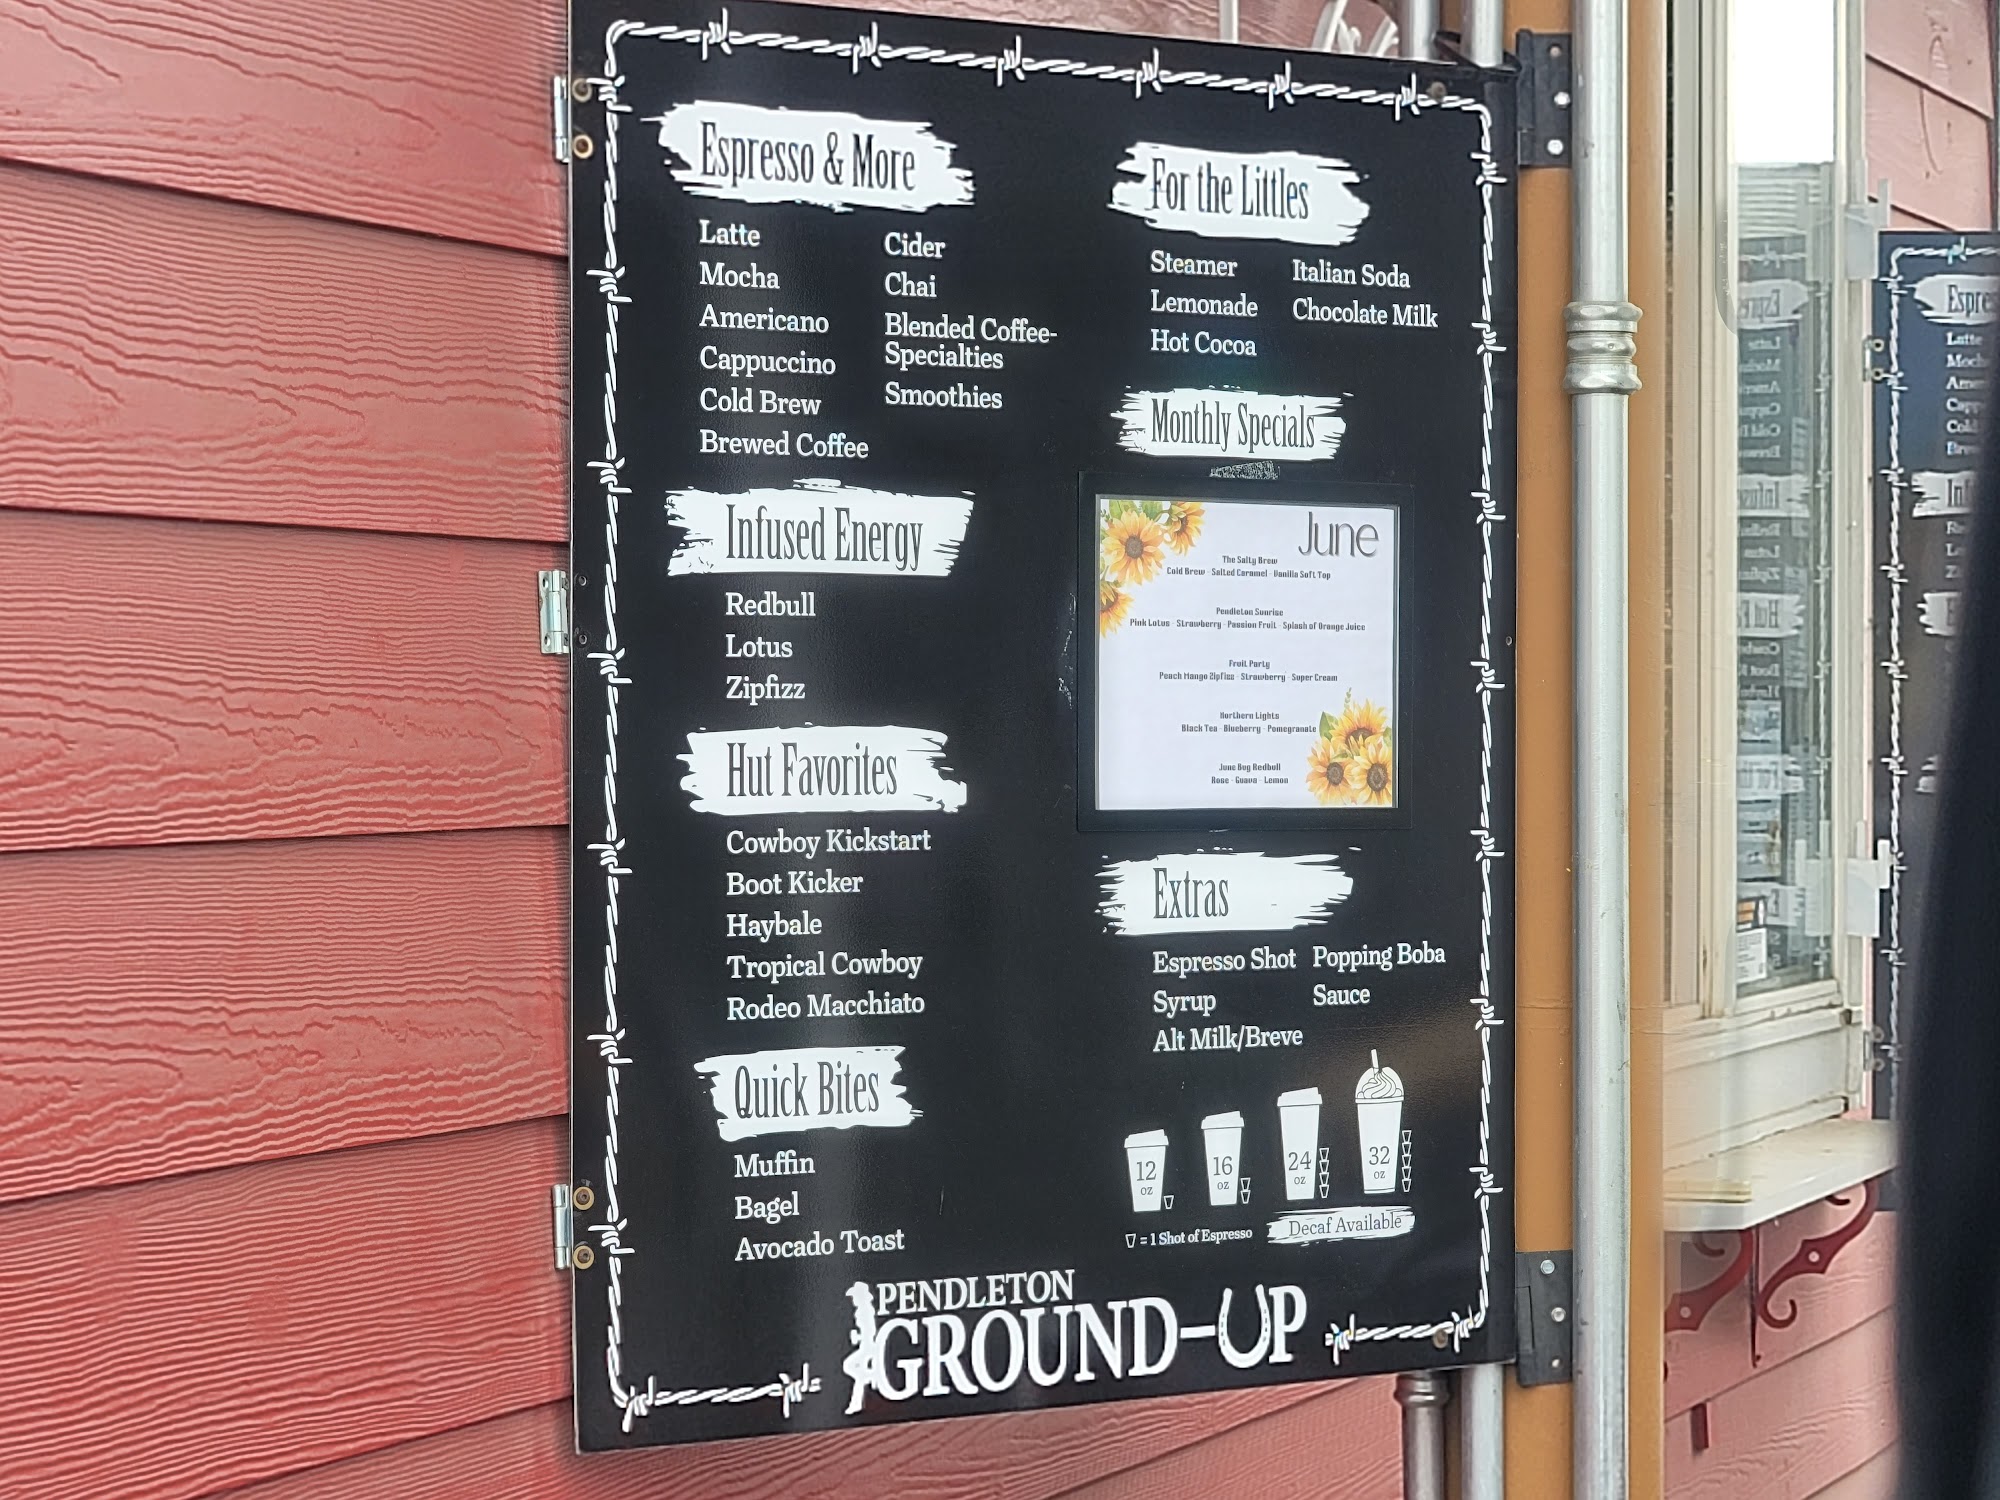 Espresso & More
Latte
Mocha
Americano
Cappuccino
Cold Brew
Brewed Coffee
Cider
Chai
Blended Coffee-
Specialties
Smoothies
Infused Energy
Redbull
Lotus
Zipfizz
Hut Favorites
Cowboy Kickstart
Boot Kicker
Haybale
Tropical Cowboy
Rodeo Macchiato
Quick Bites
Muffin
Bagel
Avocado Toast
For the Littles
Steamer
Lemonade
Hot Cocoa
Italian Soda
Chocolate Milk
Monthly Specials
June
The Salty Brew
Cold Brew - Salted Caramel - Vanilla Soft Top
Pendleton Sunrise
Pink Lotus - Strawberry - Passion Fruit - Splash of Orange Juice
Fruit Party
Peach Mango Zipfizz - Strawberry - Super Cream
Northern Lights
Black Tea - Blueberry - Pomegranate
June Bug Redbull
Rose - Guava - Lemon
Extras
Espresso Shot
Syrup
Alt Milk/Breve
Popping Boba
Sauce
12 oz
16 oz
24 oz
32 oz
= 1 Shot of Espresso
Decaf Available
PENDLETON
GROUND-UP